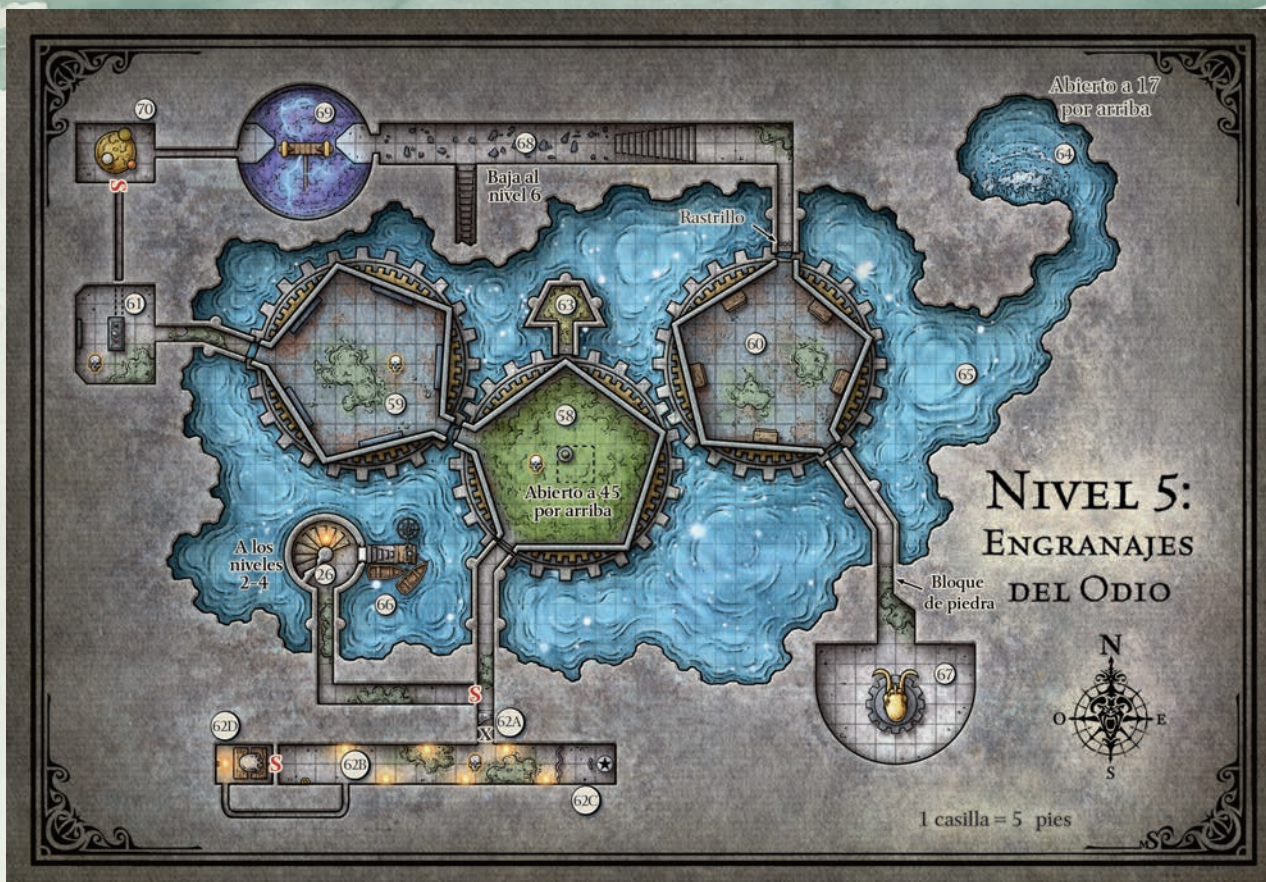 Abierto a 17
por arriba
70
69
68
64
Baja al
nivel 6
Rastrillo
61
63
60
65
59
58
Abierto a 45
por arriba
NIVEL 5:
ENGRANAJES
DEL ODIO
A los
niveles
2-4
26
66
Bloque
de piedra
N
O
E
S
67
S
S
S
62D
62A
X
62B
62C
1 casilla = 5 pies
MS